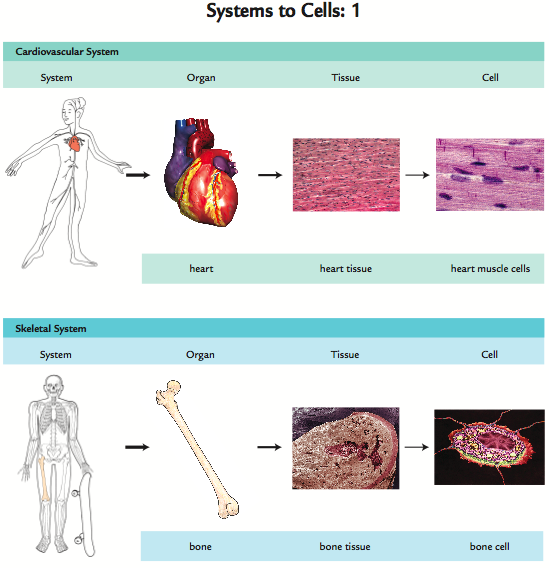 Systems to Cells: 1
Cardiovascular System
System Organ Tissue Cell
heart heart tissue heart muscle cells
Skeletal System
System Organ Tissue Cell
bone bone tissue bone cell